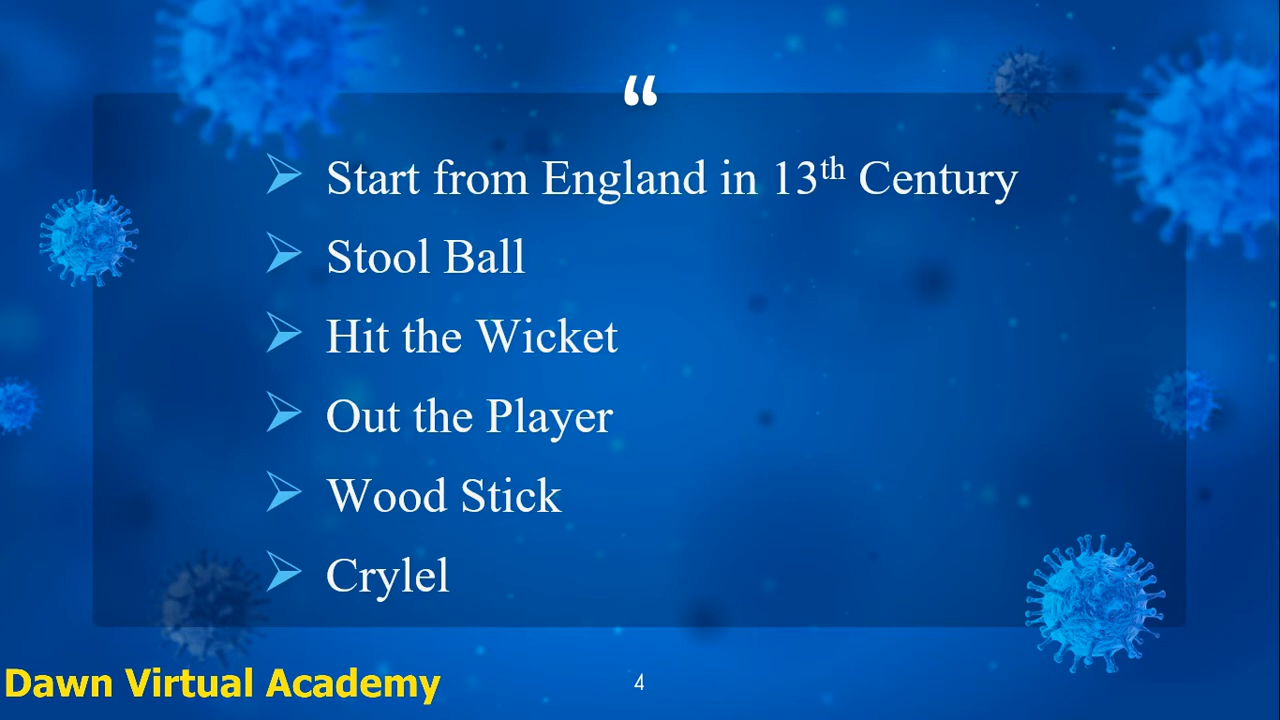 “
Start from England in 13th Century
Stool Ball
Hit the Wicket
Out the Player
Wood Stick
Crylel
Dawn Virtual Academy
4